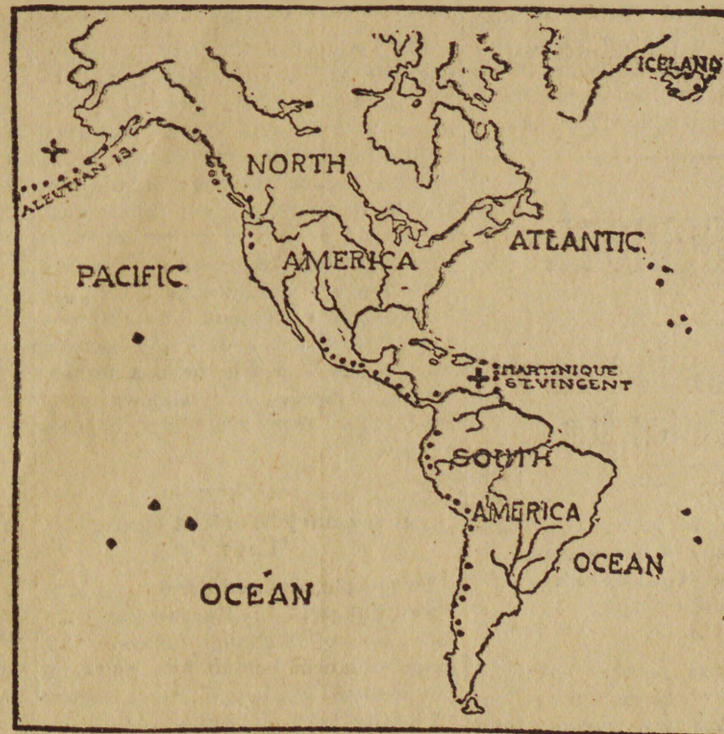 ICELAND
NORTH
ALEUTIAN IS.
ATLANTIC
AMERICA
PACIFIC
MARTINIQUE
ST. VINCENT
SOUTH
AMERICA
OCEAN
OCEAN